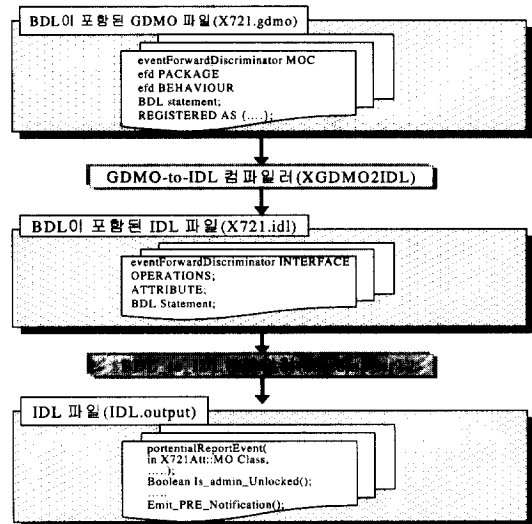 BDL이 포함된 GDMO 파일(X721.gdmo)
eventForwardDiscriminator MOC
efd PACKAGE
efd BEHAVIOUR
BDL statement;
REGISTERED AS {....};
GDMO-to-IDL 컴파일러(XGDMO2IDL)
BDL이 포함된 IDL 파일(X721.idl)
eventForwardDiscriminator INTERFACE
OPERATIONS;
ATTRIBUTE;
BDL Statement;
IDL 파일(IDL.output)
portentialReportEvent(
in X721Att::MO Class,
.....);
Boolean Is_admin_Unlocked();
.....
Emit_PRE_Notification();